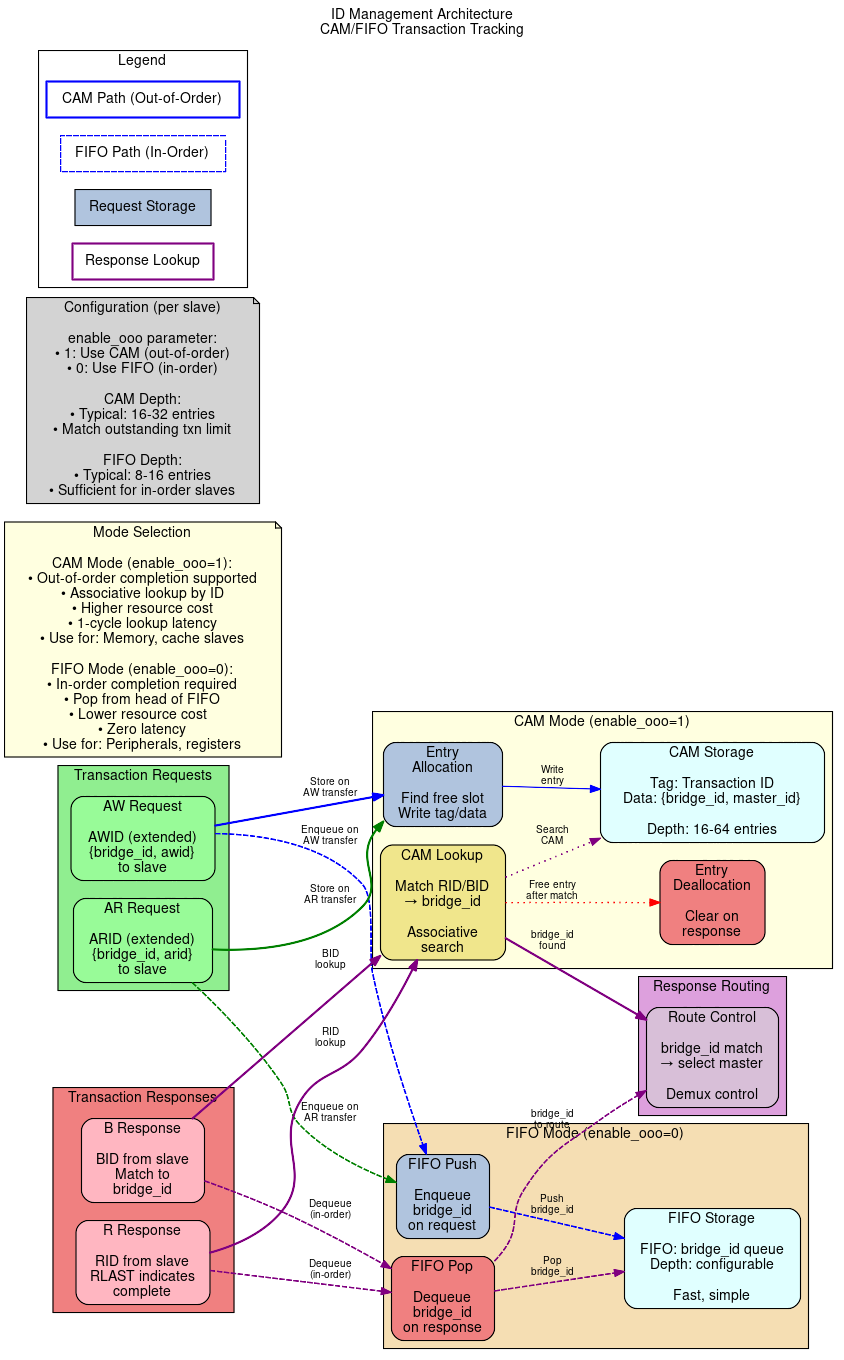 ID Management Architecture
CAM/FIFO Transaction Tracking
Legend
CAM Path (Out-of-Order)
FIFO Path (In-Order)
Request Storage
Response Lookup
Configuration (per slave)
enable_ooo parameter:
• 1: Use CAM (out-of-order)
• 0: Use FIFO (in-order)
CAM Depth:
• Typical: 16-32 entries
• Match outstanding txn limit
FIFO Depth:
• Typical: 8-16 entries
• Sufficient for in-order slaves
Mode Selection
CAM Mode (enable_ooo=1):
• Out-of-order completion supported
• Associative lookup by ID
• Higher resource cost
• 1-cycle lookup latency
• Use for: Memory, cache slaves
FIFO Mode (enable_ooo=0):
• In-order completion required
• Pop from head of FIFO
• Lower resource cost
• Zero latency
• Use for: Peripherals, registers
Transaction Requests
AW Request
AWID (extended)
{bridge_id, awid}
to slave
AR Request
ARID (extended)
{bridge_id, arid}
to slave
Store on
AW transfer
Enqueue on
AW transfer
Store on
AR transfer
BID
lookup
RID
lookup
Enqueue on
AR transfer
CAM Mode (enable_ooo=1)
Entry
Allocation
Find free slot
Write tag/data
Write
entry
CAM Storage
Tag: Transaction ID
Data: {bridge_id, master_id}
Depth: 16-64 entries
CAM Lookup
Match RID/BID
→ bridge_id
Associative
search
Search
CAM
Free entry
after match
bridge_id
found
Entry
Deallocation
Clear on
response
Response Routing
Route Control
bridge_id match
→ select master
Demux control
Transaction Responses
B Response
BID from slave
Match to
bridge_id
R Response
RID from slave
RLAST indicates
complete
Dequeue
(in-order)
Dequeue
(in-order)
bridge_id
to route
FIFO Mode (enable_ooo=0)
FIFO Push
Enqueue
bridge_id
on request
Push
bridge_id
FIFO Pop
Dequeue
bridge_id
on response
Pop
bridge_id
FIFO Storage
FIFO: bridge_id queue
Depth: configurable
Fast, simple